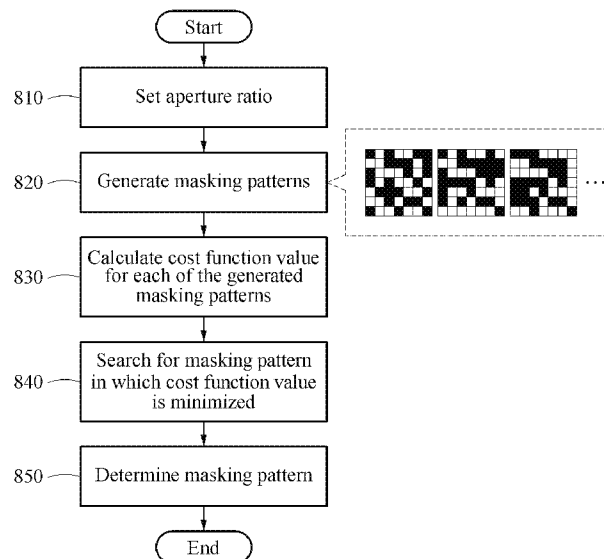 Start
810
Set aperture ratio
820
Generate masking patterns
...
830
Calculate cost function value
for each of the generated
masking patterns
840
Search for masking pattern
in which cost function value
is minimized
850
Determine masking pattern
End